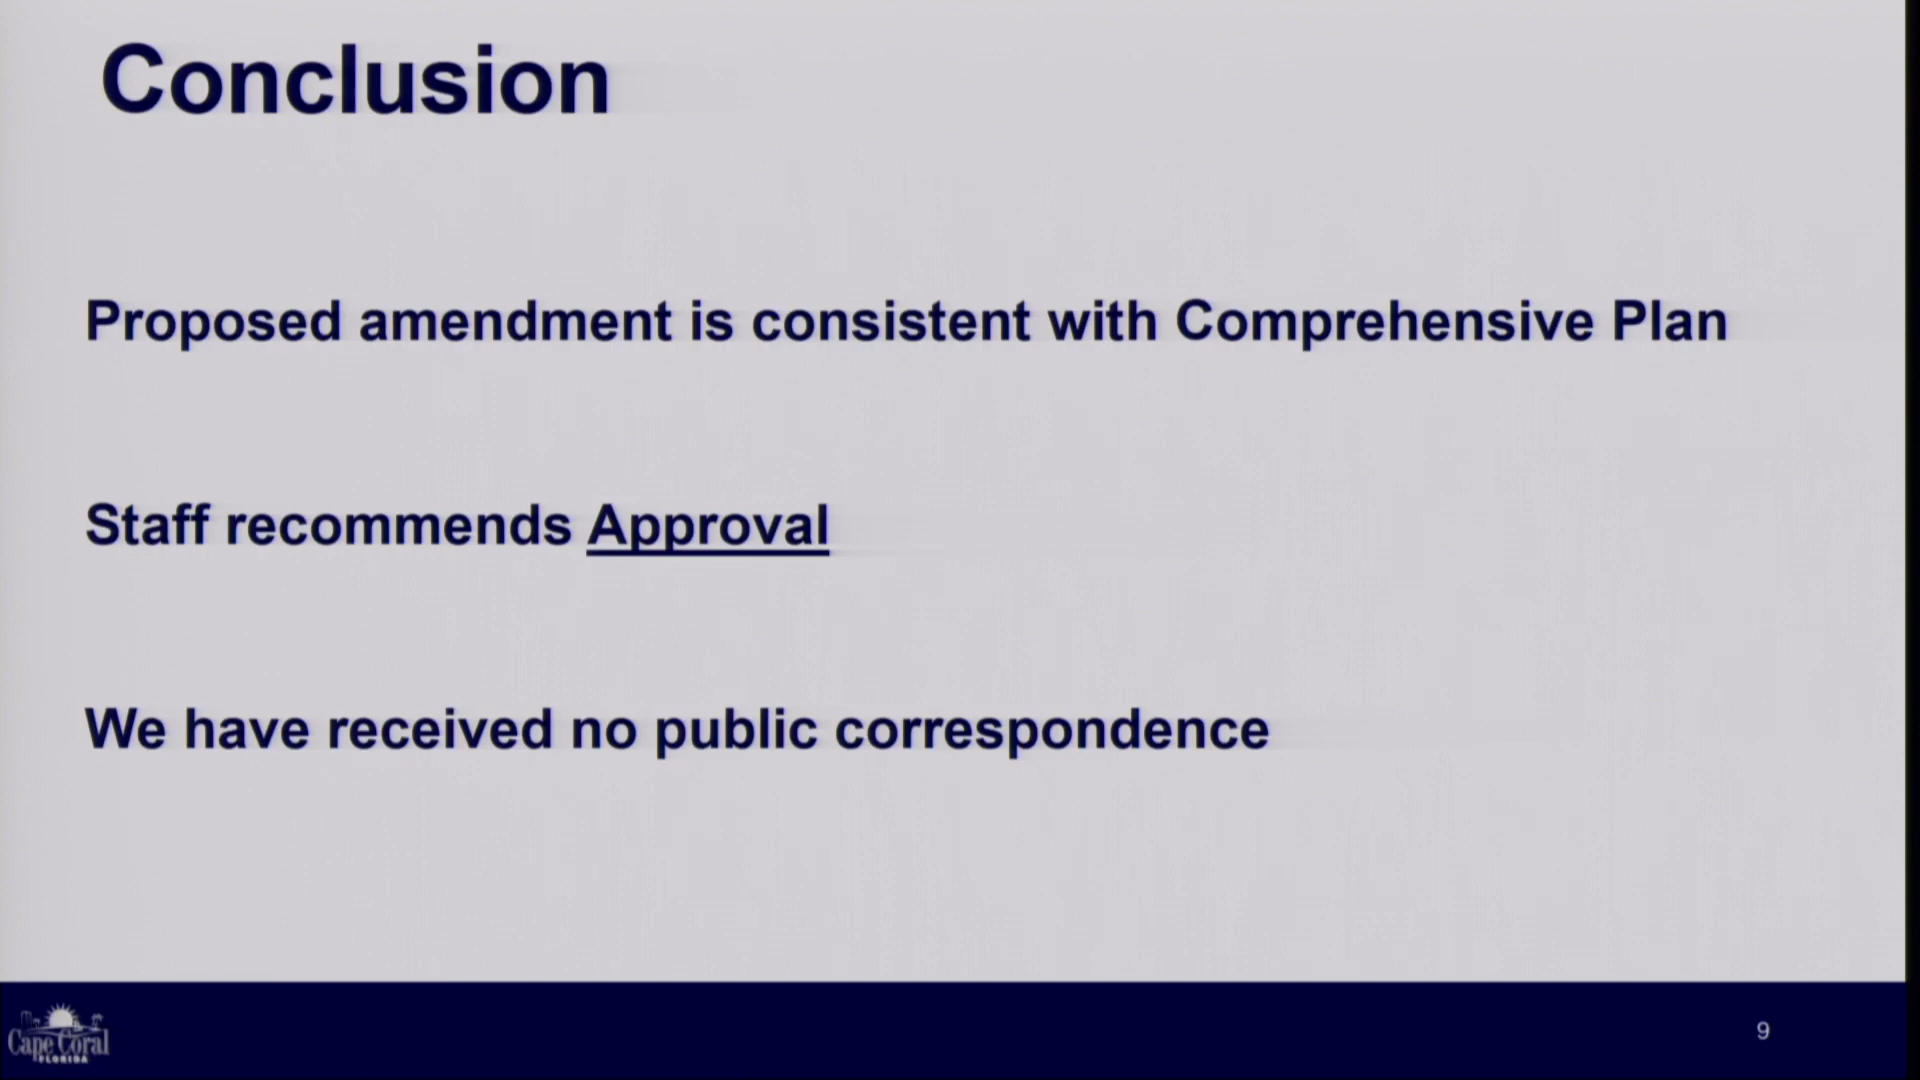 Conclusion
Proposed amendment is consistent with Comprehensive Plan
Staff recommends Approval
We have received no public correspondence
Cape Coral
FLORIDA
9